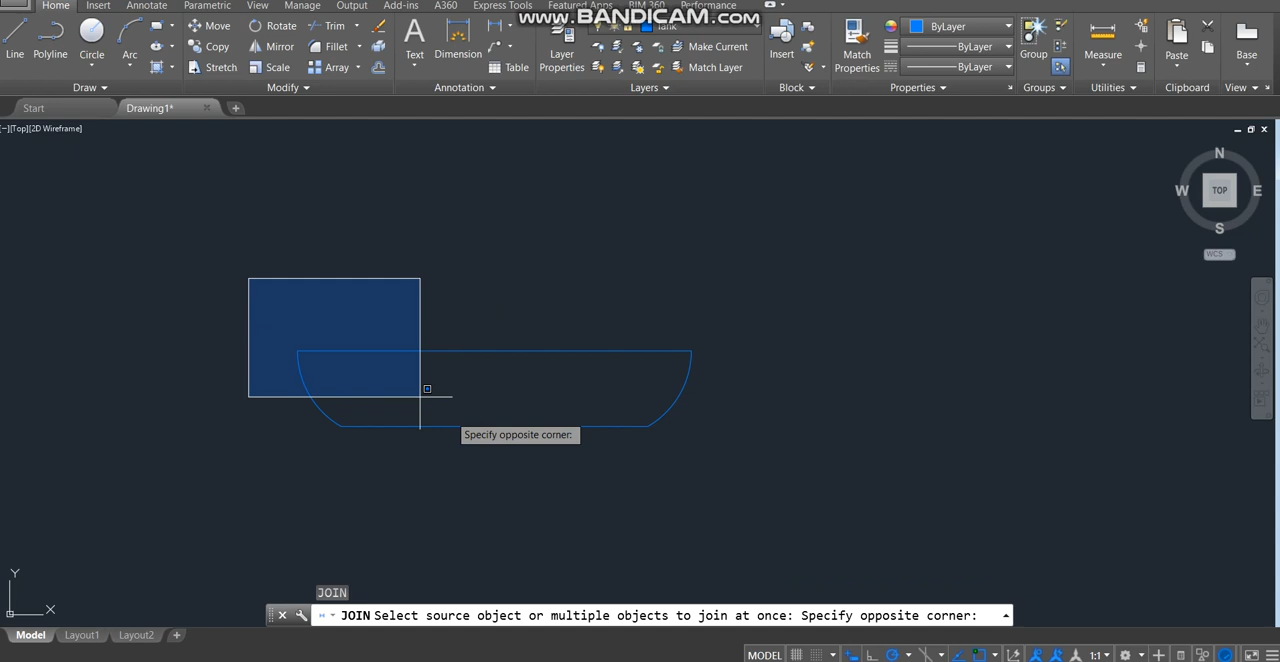 Home Insert Annotate Parametric View Manage Output Add-ins A360 Express Tools Featured Apps BIM 360 Performance
www.BANDICAM.com
Line Polyline Circle Arc
Move Rotate Trim
Copy Mirror Fillet
Stretch Scale Array
Text Dimension Table
Layer Properties
Tank
Make Current
Match Layer
Insert
Match Properties
ByLayer
ByLayer
ByLayer
Group
Measure
Paste
Base
Draw Modify Annotation Layers Block Properties Groups Utilities Clipboard View
Start Drawing1*
[−][Top][2D Wireframe]
N
W TOP E
S
WCS
Specify opposite corner:
Y
X
JOIN
JOIN Select source object or multiple objects to join at once: Specify opposite corner:
Model Layout1 Layout2
MODEL 1:1